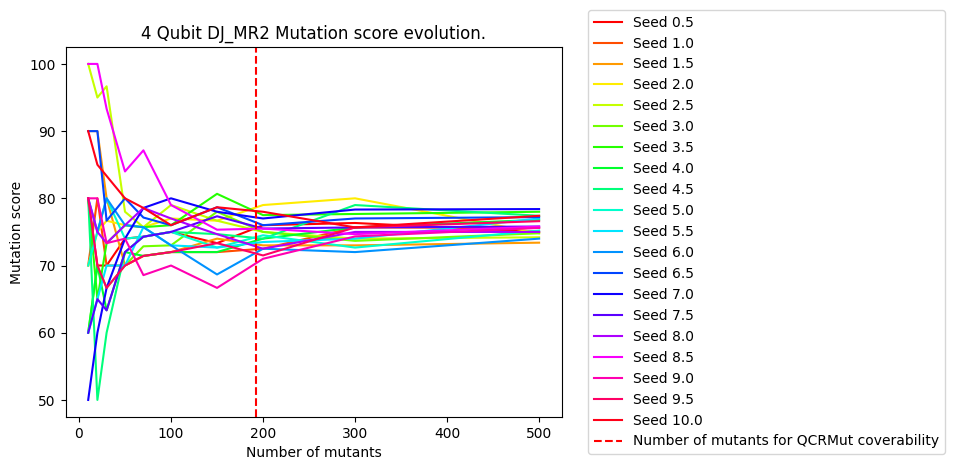 4 Qubit DJ_MR2 Mutation score evolution.
Mutation score
100
90
80
70
60
50
0
100
200
300
400
500
Number of mutants
Seed 0.5
Seed 1.0
Seed 1.5
Seed 2.0
Seed 2.5
Seed 3.0
Seed 3.5
Seed 4.0
Seed 4.5
Seed 5.0
Seed 5.5
Seed 6.0
Seed 6.5
Seed 7.0
Seed 7.5
Seed 8.0
Seed 8.5
Seed 9.0
Seed 9.5
Seed 10.0
Number of mutants for QCRMut coverability